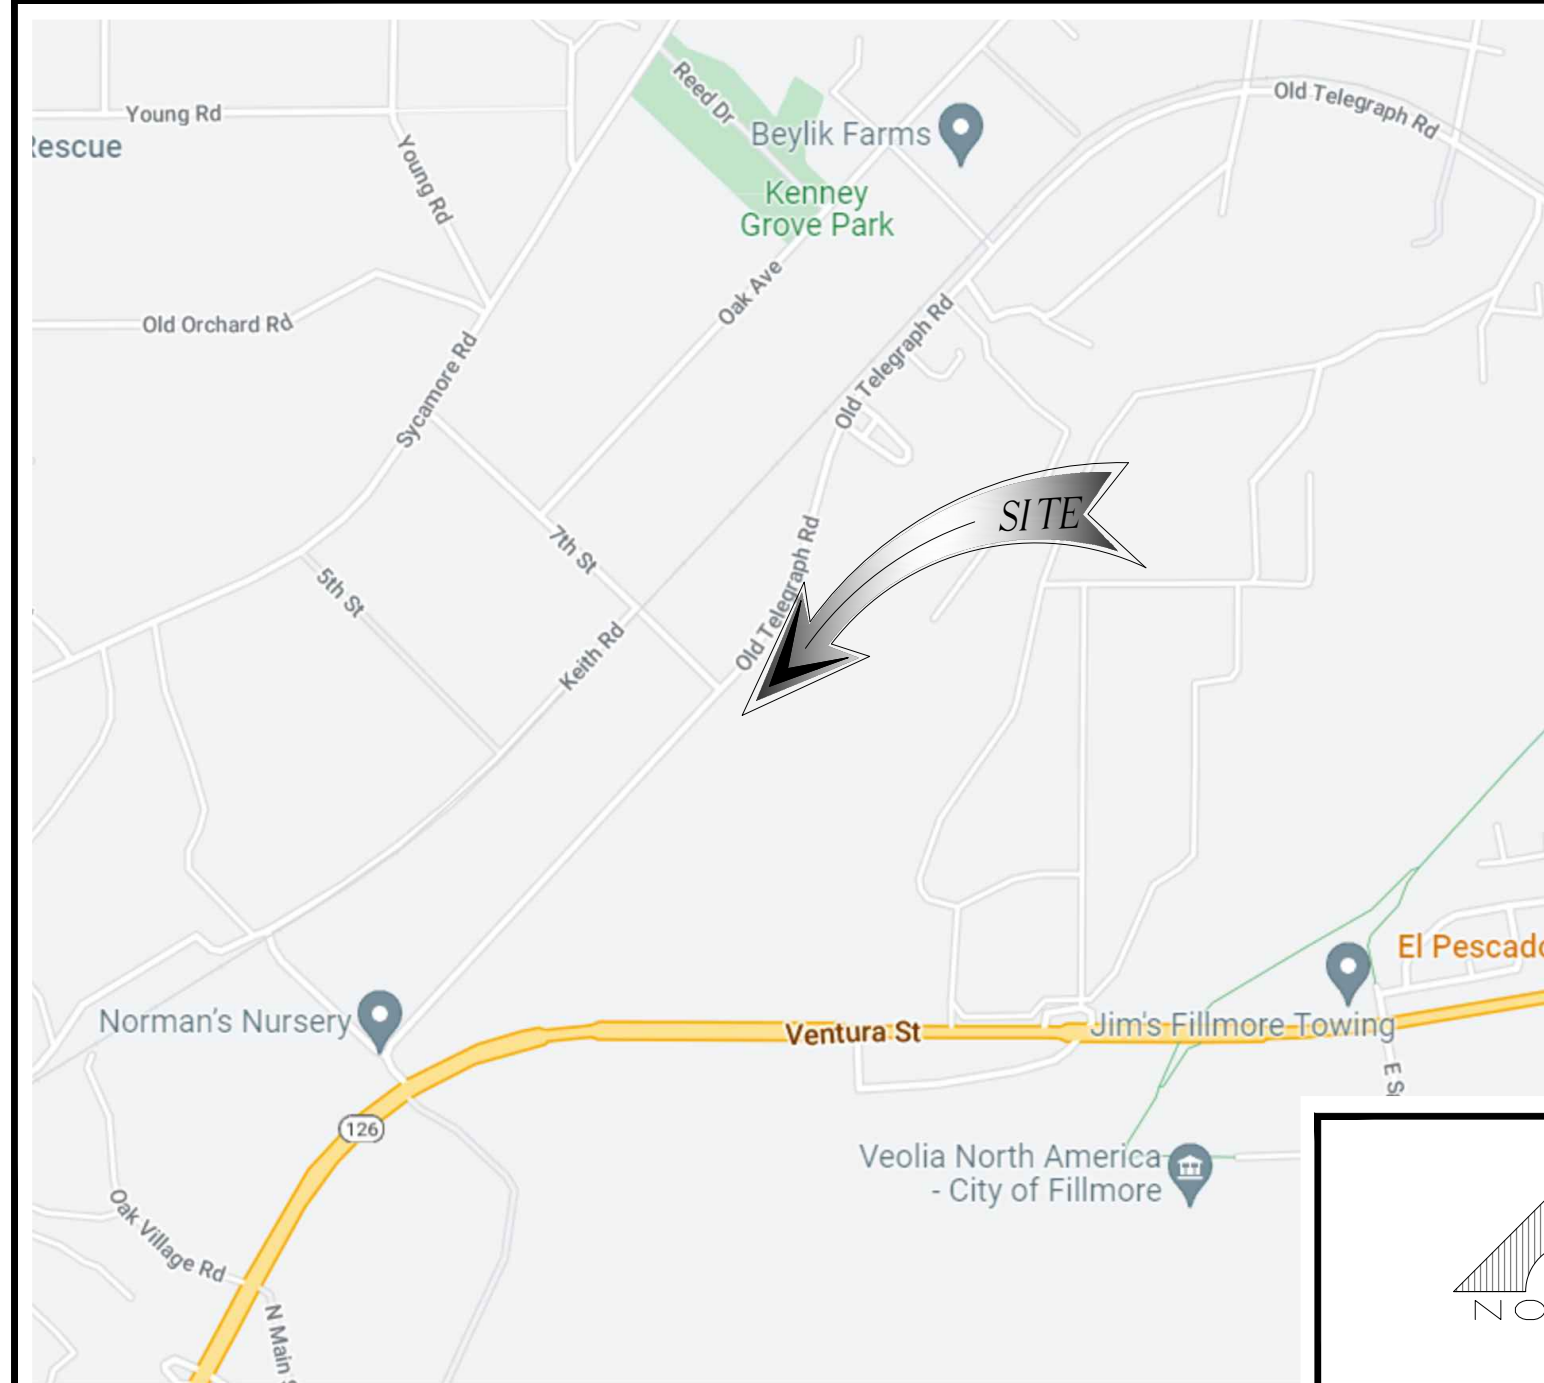 Old Telegraph Rd
Young Rd
Reed Dr
Beylik Farms
Rescue
Young Rd
Kenney
Grove Park
Oak Ave
Old Orchard Rd
Old Telegraph Rd
Sycamore Rd
SITE
7th St
Old Telegraph Rd
5th St
Keith Rd
El Pescado
Norman's Nursery
Ventura St
Jim's Fillmore Towing
E S
126
Veolia North America
- City of Fillmore
Oak Village Rd
N Main S
NO